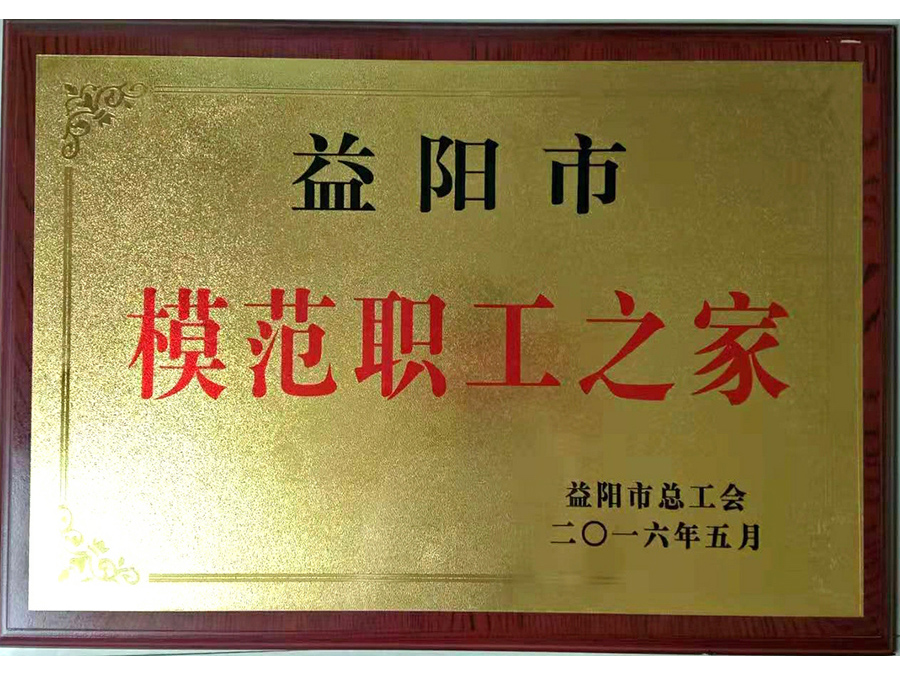 益阳市
模范职工之家
益阳市总工会
二〇一六年五月